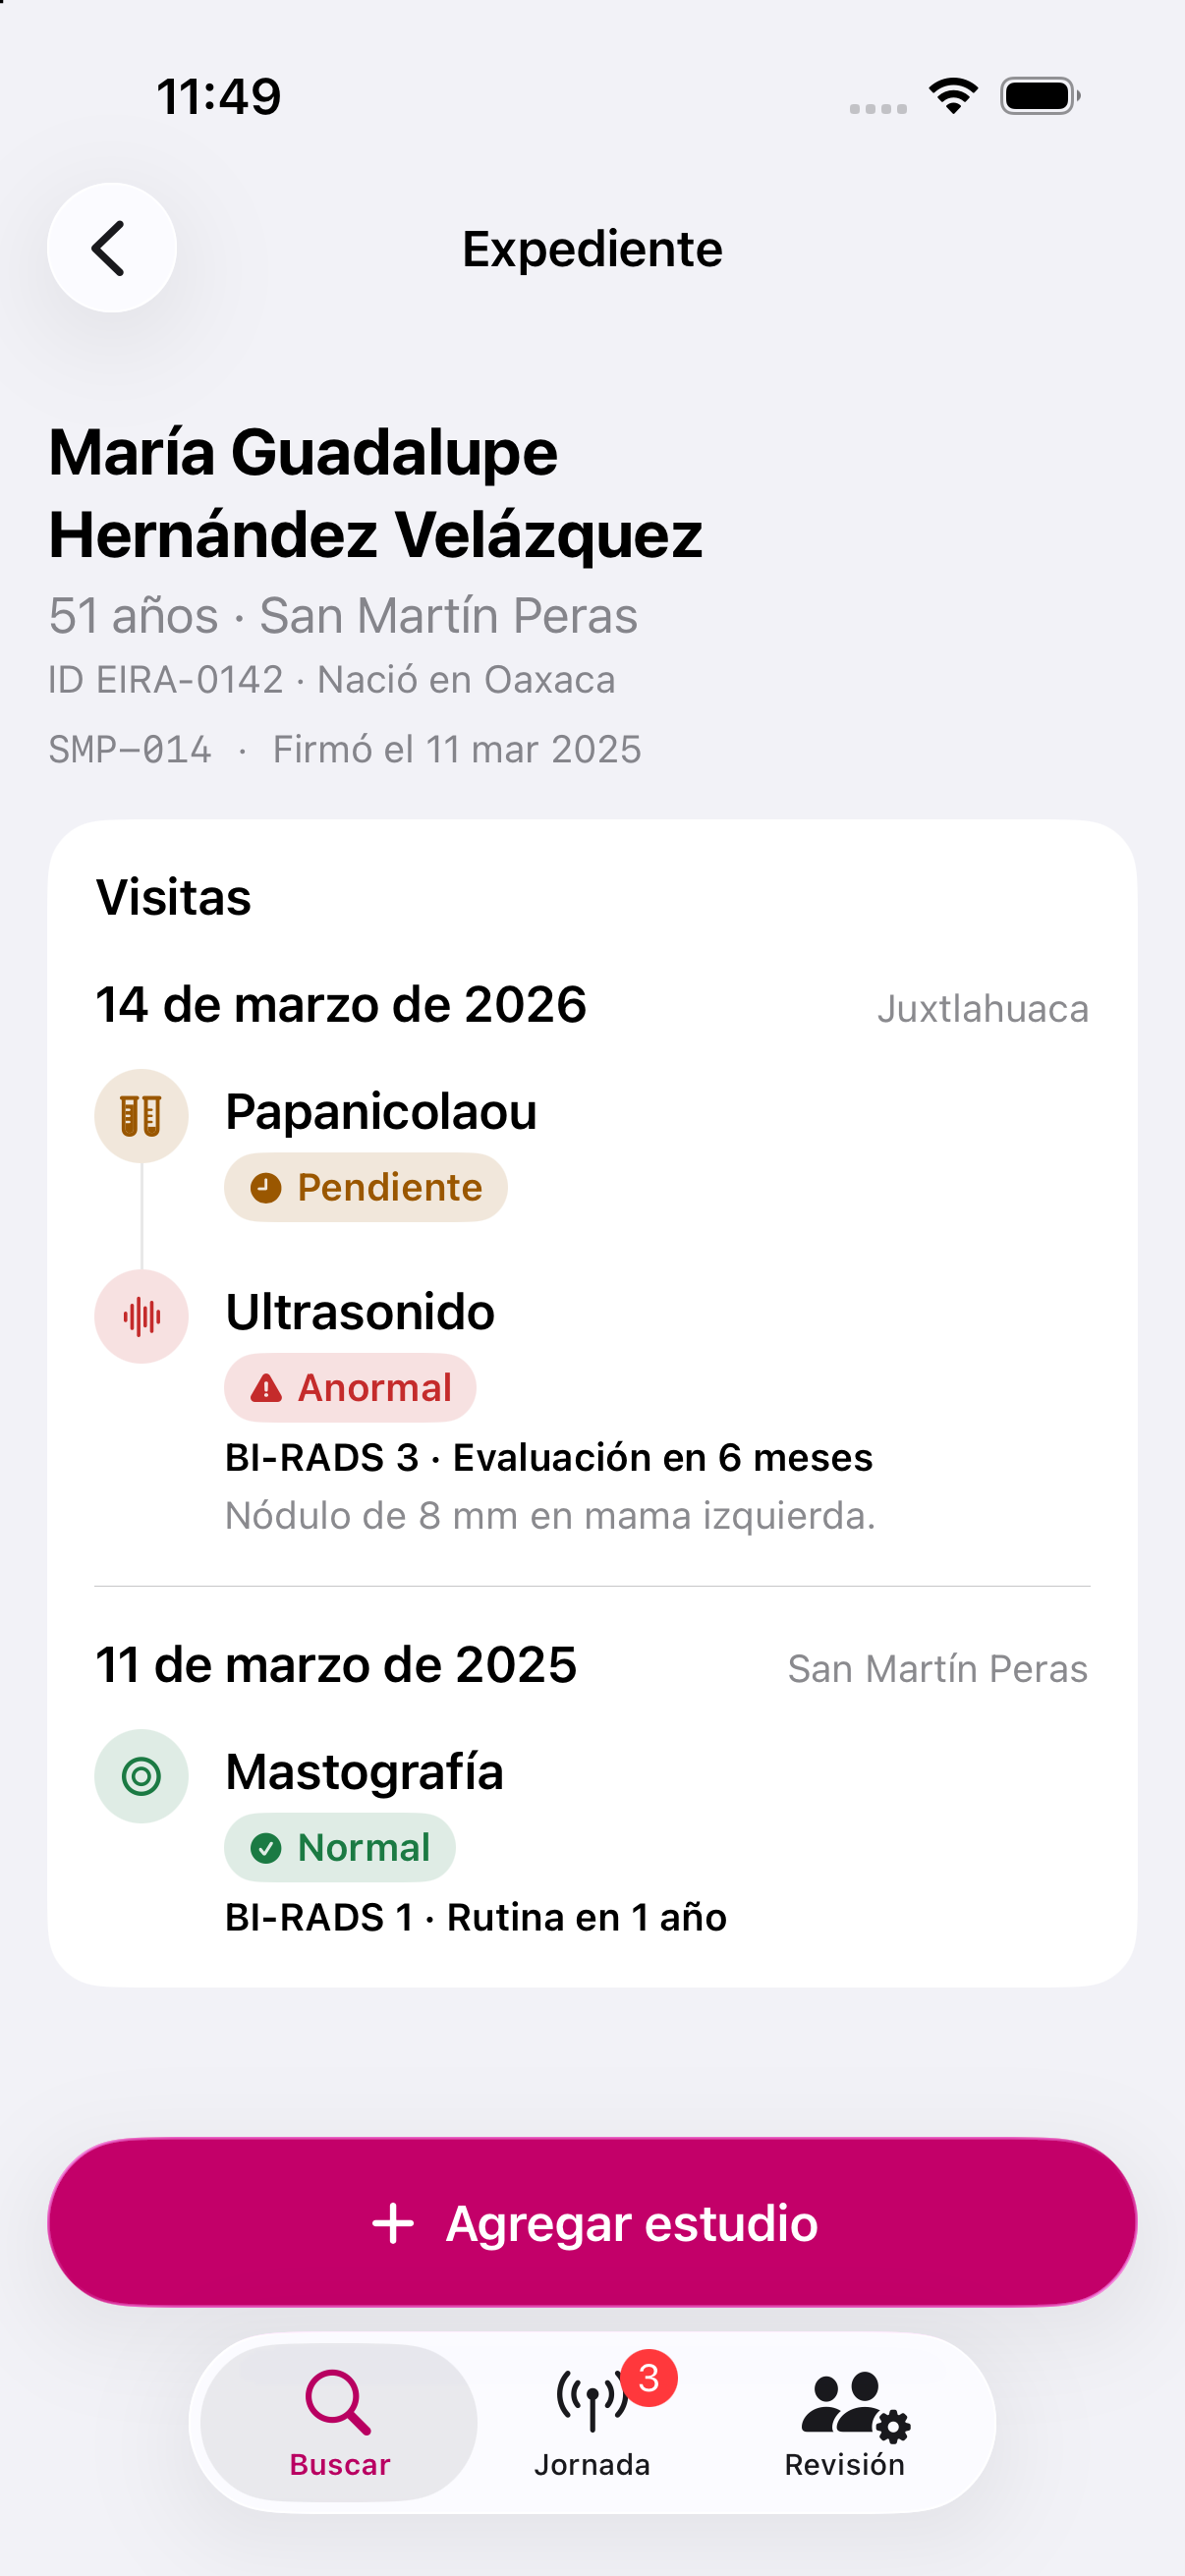 11:49
Expediente
María Guadalupe
Hernández Velázquez
51 años · San Martín Peras
ID EIRA-0142 · Nació en Oaxaca
SMP-014 · Firmó el 11 mar 2025
Visitas
14 de marzo de 2026 Juxtlahuaca
Papanicolaou
Pendiente
Ultrasonido
Anormal
BI-RADS 3 · Evaluación en 6 meses
Nódulo de 8 mm en mama izquierda.
11 de marzo de 2025 San Martín Peras
Mastografía
Normal
BI-RADS 1 · Rutina en 1 año
+ Agregar estudio
3
Buscar Jornada Revisión